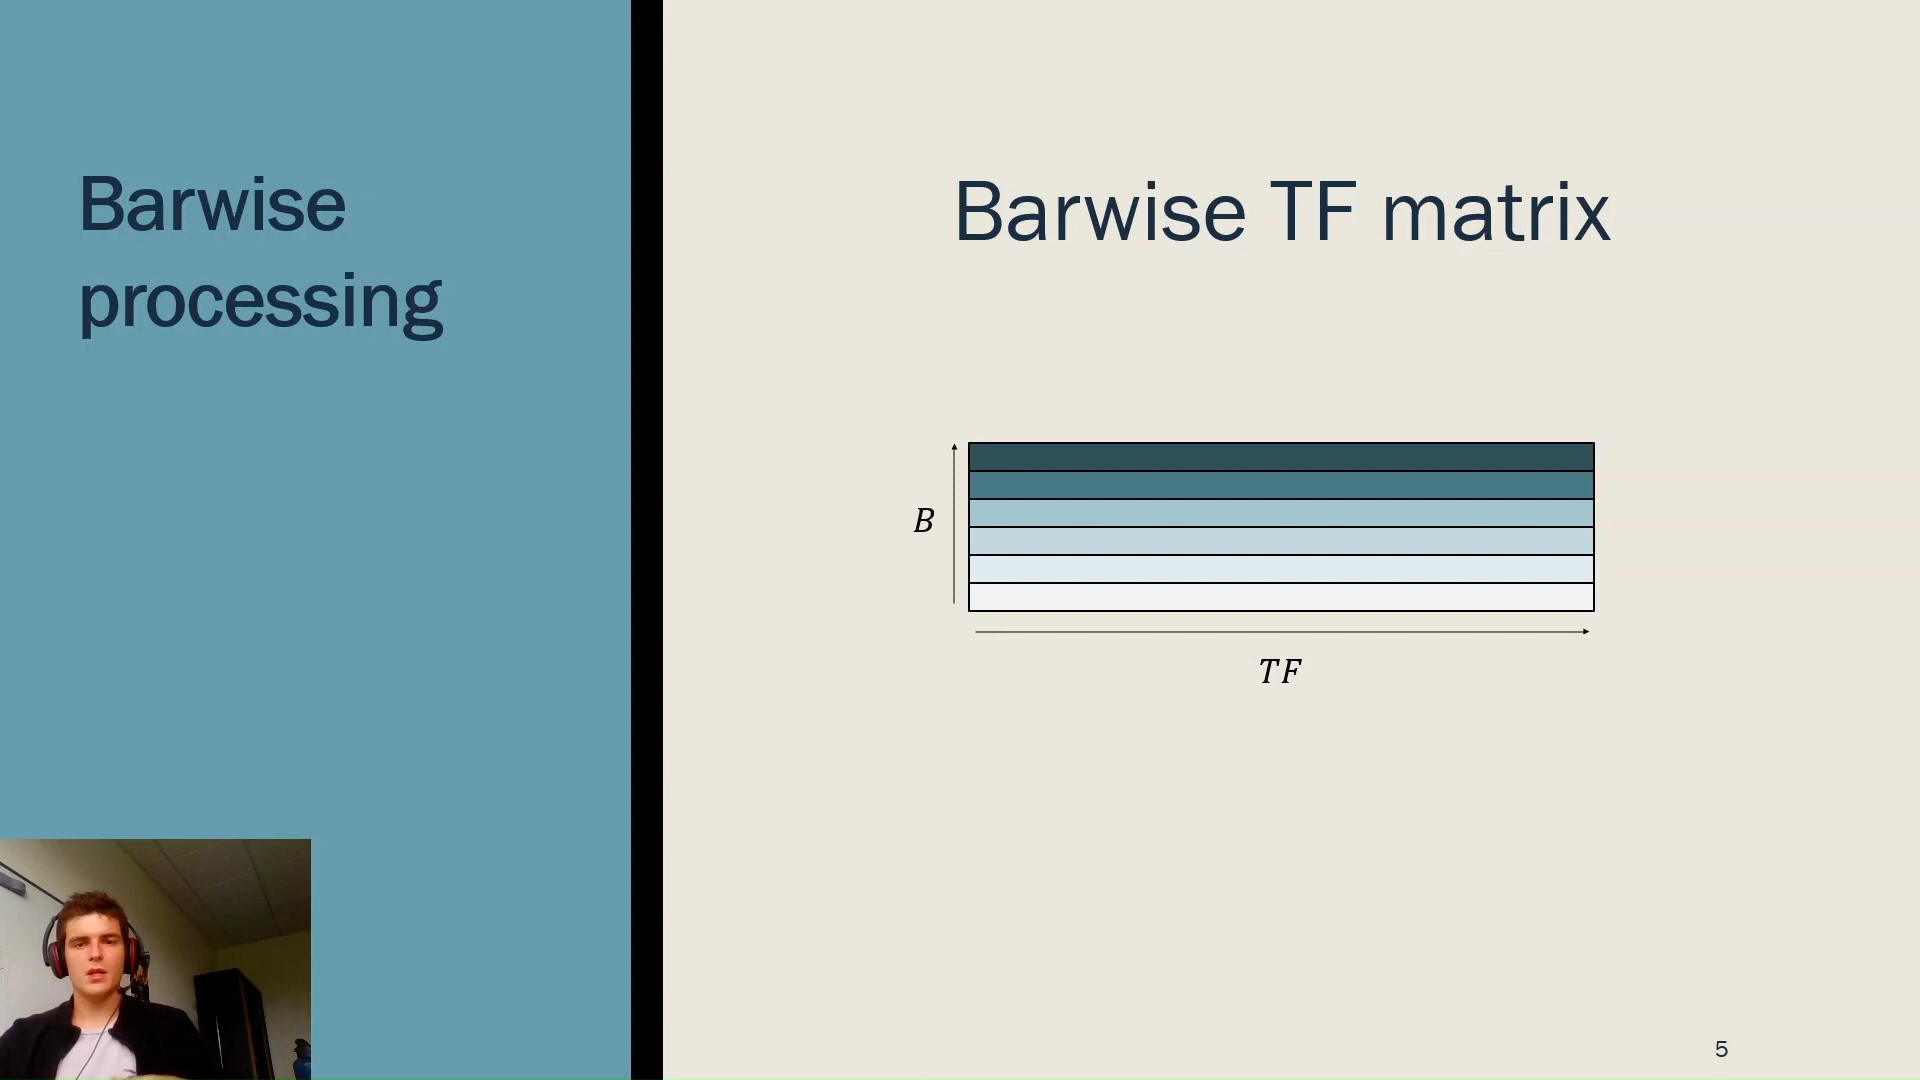 Barwise
processing
Barwise TF matrix
B
TF
5